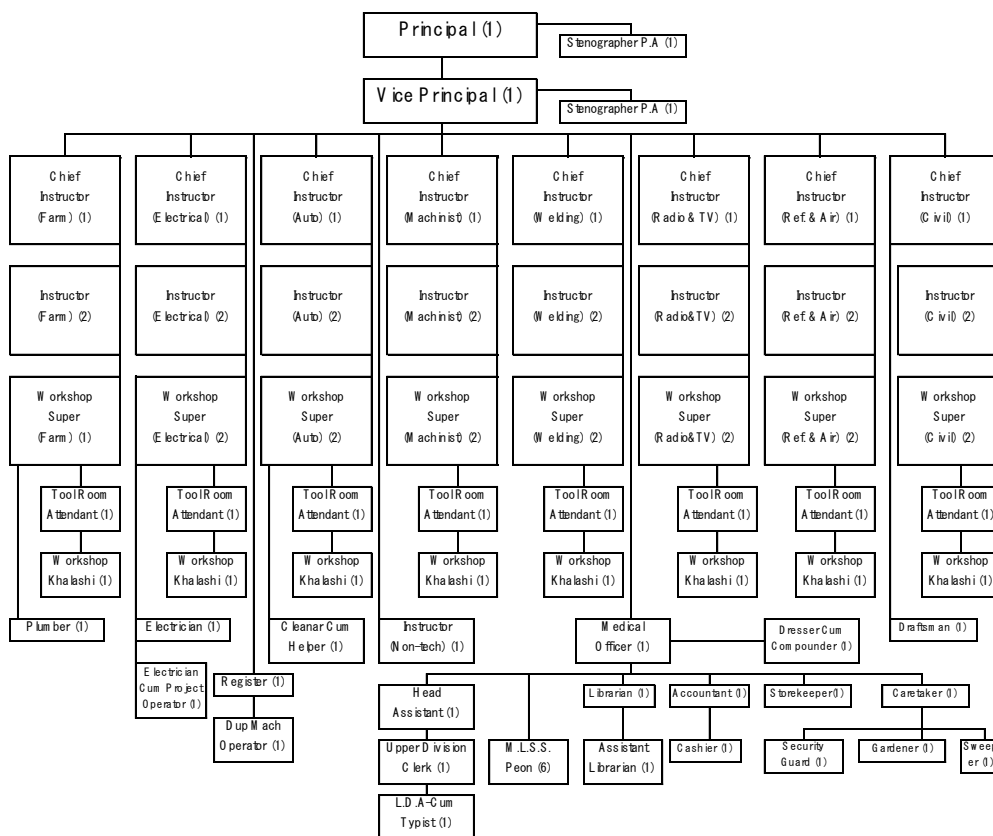 Principal (1)
Stenographer P.A (1)
Vice Principal (1)
Stenographer P.A (1)
Chief
Instructor
(Farm) (1)
Chief
Instructor
(Electrical) (1)
Chief
Instructor
(Auto) (1)
Chief
Instructor
(Machinist) (1)
Chief
Instructor
(Welding) (1)
Chief
Instructor
(Radio & TV) (1)
Chief
Instructor
(Ref. & Air) (1)
Chief
Instructor
(Civil) (1)
Instructor
(Farm) (2)
Instructor
(Electrical) (2)
Instructor
(Auto) (2)
Instructor
(Machinist) (2)
Instructor
(Welding) (2)
Instructor
(Radio&TV) (2)
Instructor
(Ref. & Air) (2)
Instructor
(Civil) (2)
Workshop
Super
(Farm) (1)
Workshop
Super
(Electrical) (2)
Workshop
Super
(Auto) (2)
Workshop
Super
(Machinist) (2)
Workshop
Super
(Welding) (2)
Workshop
Super
(Radio&TV) (2)
Workshop
Super
(Ref. & Air) (2)
Workshop
Super
(Civil) (2)
Tool Room
Attendant (1)
Tool Room
Attendant (1)
Tool Room
Attendant (1)
Tool Room
Attendant (1)
Tool Room
Attendant (1)
Tool Room
Attendant (1)
Tool Room
Attendant (1)
Tool Room
Attendant (1)
Workshop
Khalashi (1)
Workshop
Khalashi (1)
Workshop
Khalashi (1)
Workshop
Khalashi (1)
Workshop
Khalashi (1)
Workshop
Khalashi (1)
Workshop
Khalashi (1)
Workshop
Khalashi (1)
Plumber (1)
Electrician (1)
Cleanar Cum
Helper (1)
Instructor
(Non-tech) (1)
Medical
Officer (1)
Dresser Cum
Compounder (1)
Draftsman (1)
Electrician
Cum Project
Operator (1)
Register (1)
Dup Mach
Operator (1)
Head
Assistant (1)
Librarian (1)
Accountant (1)
Storekeeper (1)
Caretaker (1)
Upper Division
Clerk (1)
M.L.S.S.
Peon (6)
Assistant
Librarian (1)
Cashier (1)
Security
Guard (1)
Gardener (1)
Sweep
er (1)
L.D.A-Cum
Typist (1)